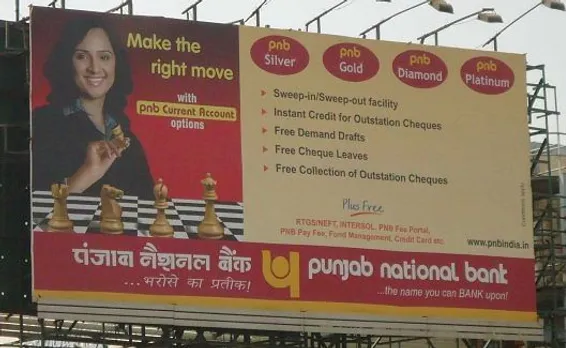 Make the
right move
with
pnb Current Account
options
pnb
Silver
pnb
Gold
pnb
Diamond
pnb
Platinum
Sweep-in/Sweep-out facility
Instant Credit for Outstation Cheques
Free Demand Drafts
Free Cheque Leaves
Free Collection of Outstation Cheques
Plus Free
RTGS/NEFT, INTERSOL, PNB Fee Portal,
PNB Pay Fee, Fund Management, Credit Card etc.
www.pnbindia.in
पंजाब नैशनल बैंक
...भरोसे का प्रतीक!
punjab national bank
...the name you can BANK upon!